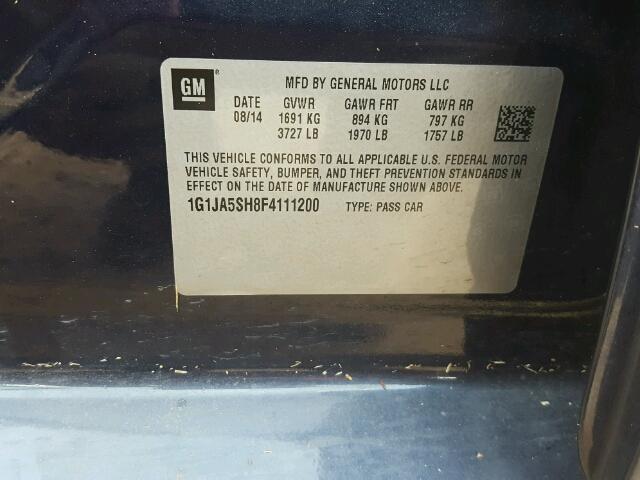 GM ®
MFD BY GENERAL MOTORS LLC
DATE GVWR GAWR FRT GAWR RR
08/14 1691 KG 894 KG 797 KG
3727 LB 1970 LB 1757 LB
THIS VEHICLE CONFORMS TO ALL APPLICABLE U.S. FEDERAL MOTOR
VEHICLE SAFETY, BUMPER, AND THEFT PREVENTION STANDARDS IN
EFFECT ON THE DATE OF MANUFACTURE SHOWN ABOVE.
1G1JA5SH8F4111200 TYPE: PASS CAR